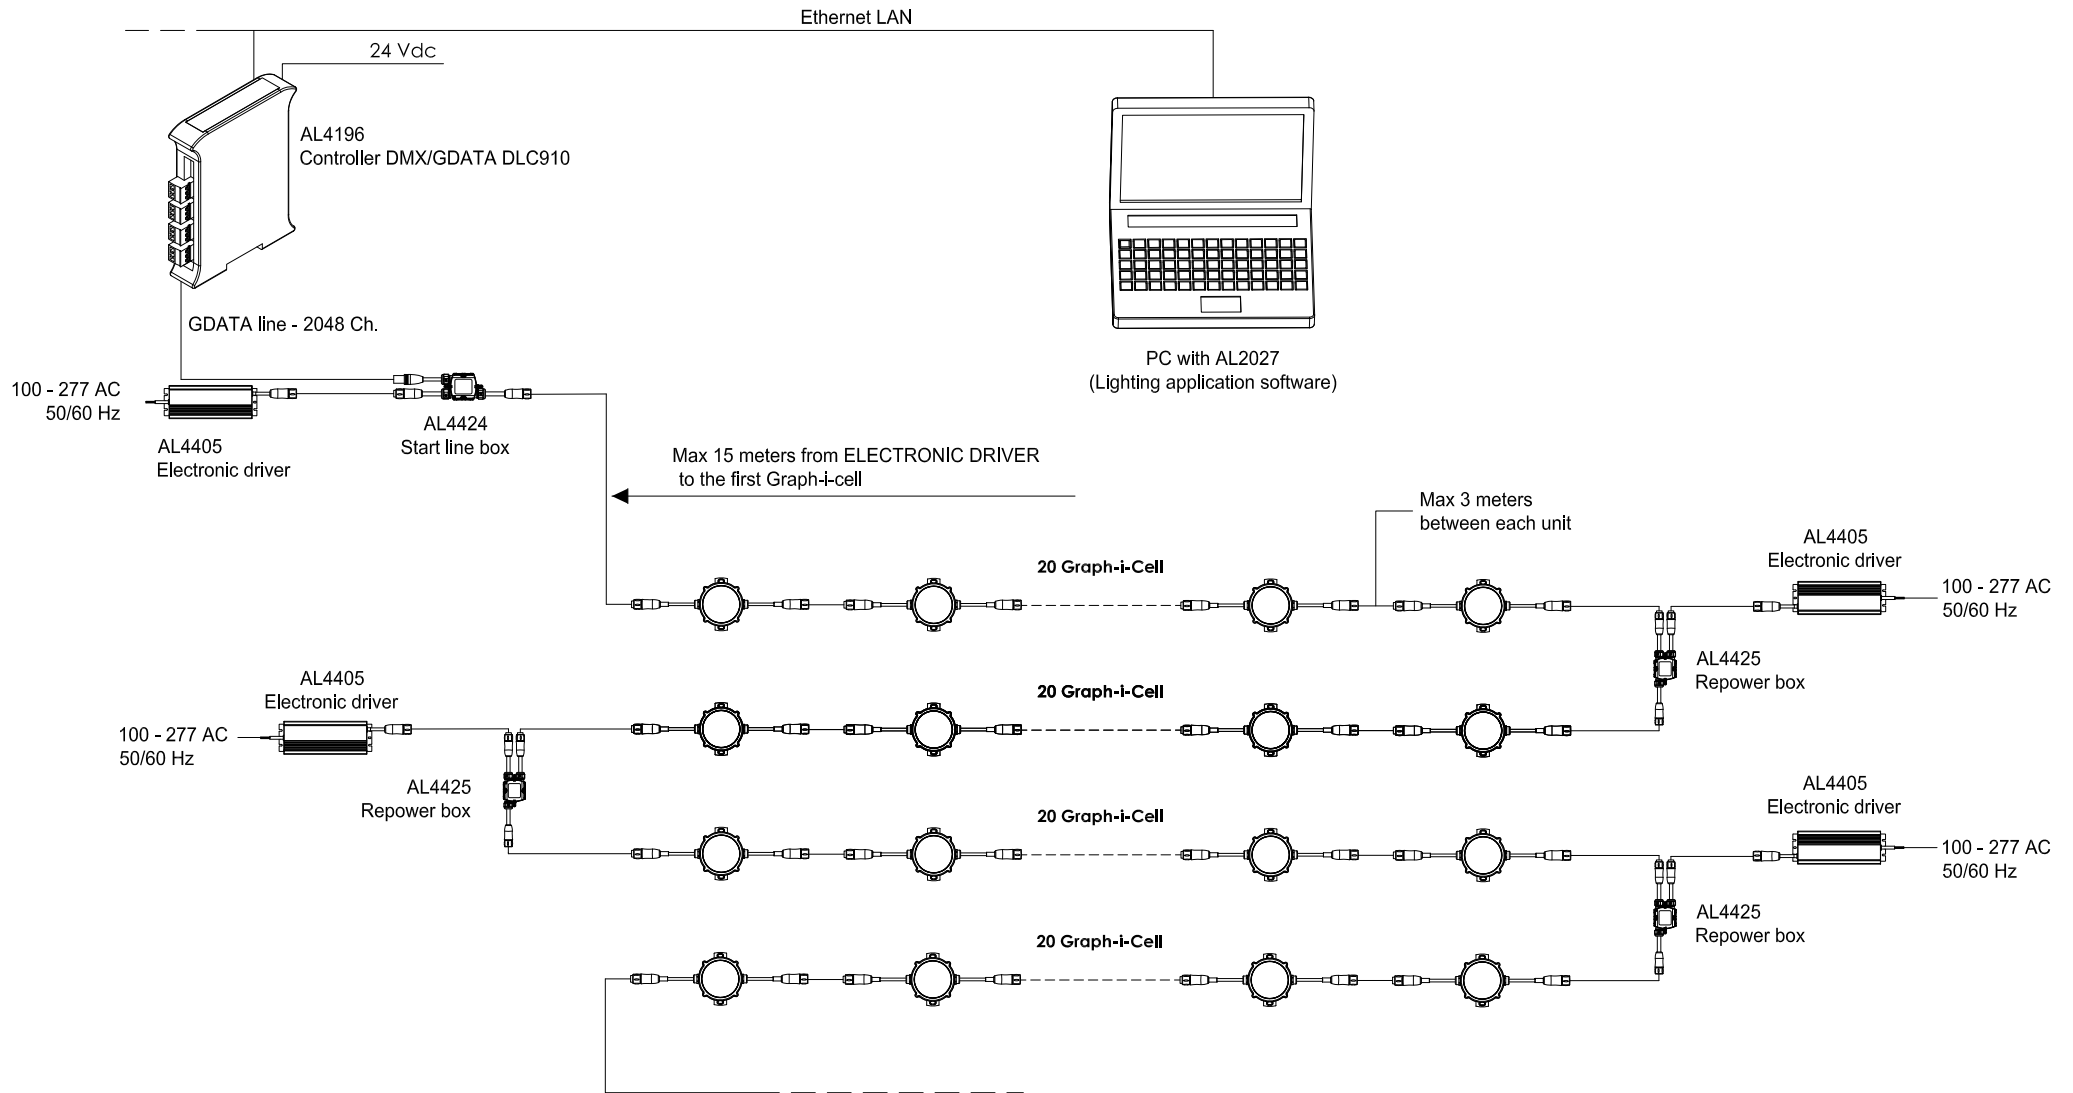 Ethernet LAN
24 Vdc
AL4196
Controller DMX/GDATA DLC910
GDATA line - 2048 Ch.
PC with AL2027
(Lighting application software)
100 - 277 AC
50/60 Hz
AL4405
Electronic driver
AL4424
Start line box
Max 15 meters from ELECTRONIC DRIVER
to the first Graph-i-cell
Max 3 meters
between each unit
20 Graph-i-Cell
AL4405
Electronic driver
100 - 277 AC
50/60 Hz
AL4425
Repower box
AL4405
Electronic driver
100 - 277 AC
50/60 Hz
20 Graph-i-Cell
AL4425
Repower box
20 Graph-i-Cell
AL4405
Electronic driver
100 - 277 AC
50/60 Hz
AL4425
Repower box
20 Graph-i-Cell